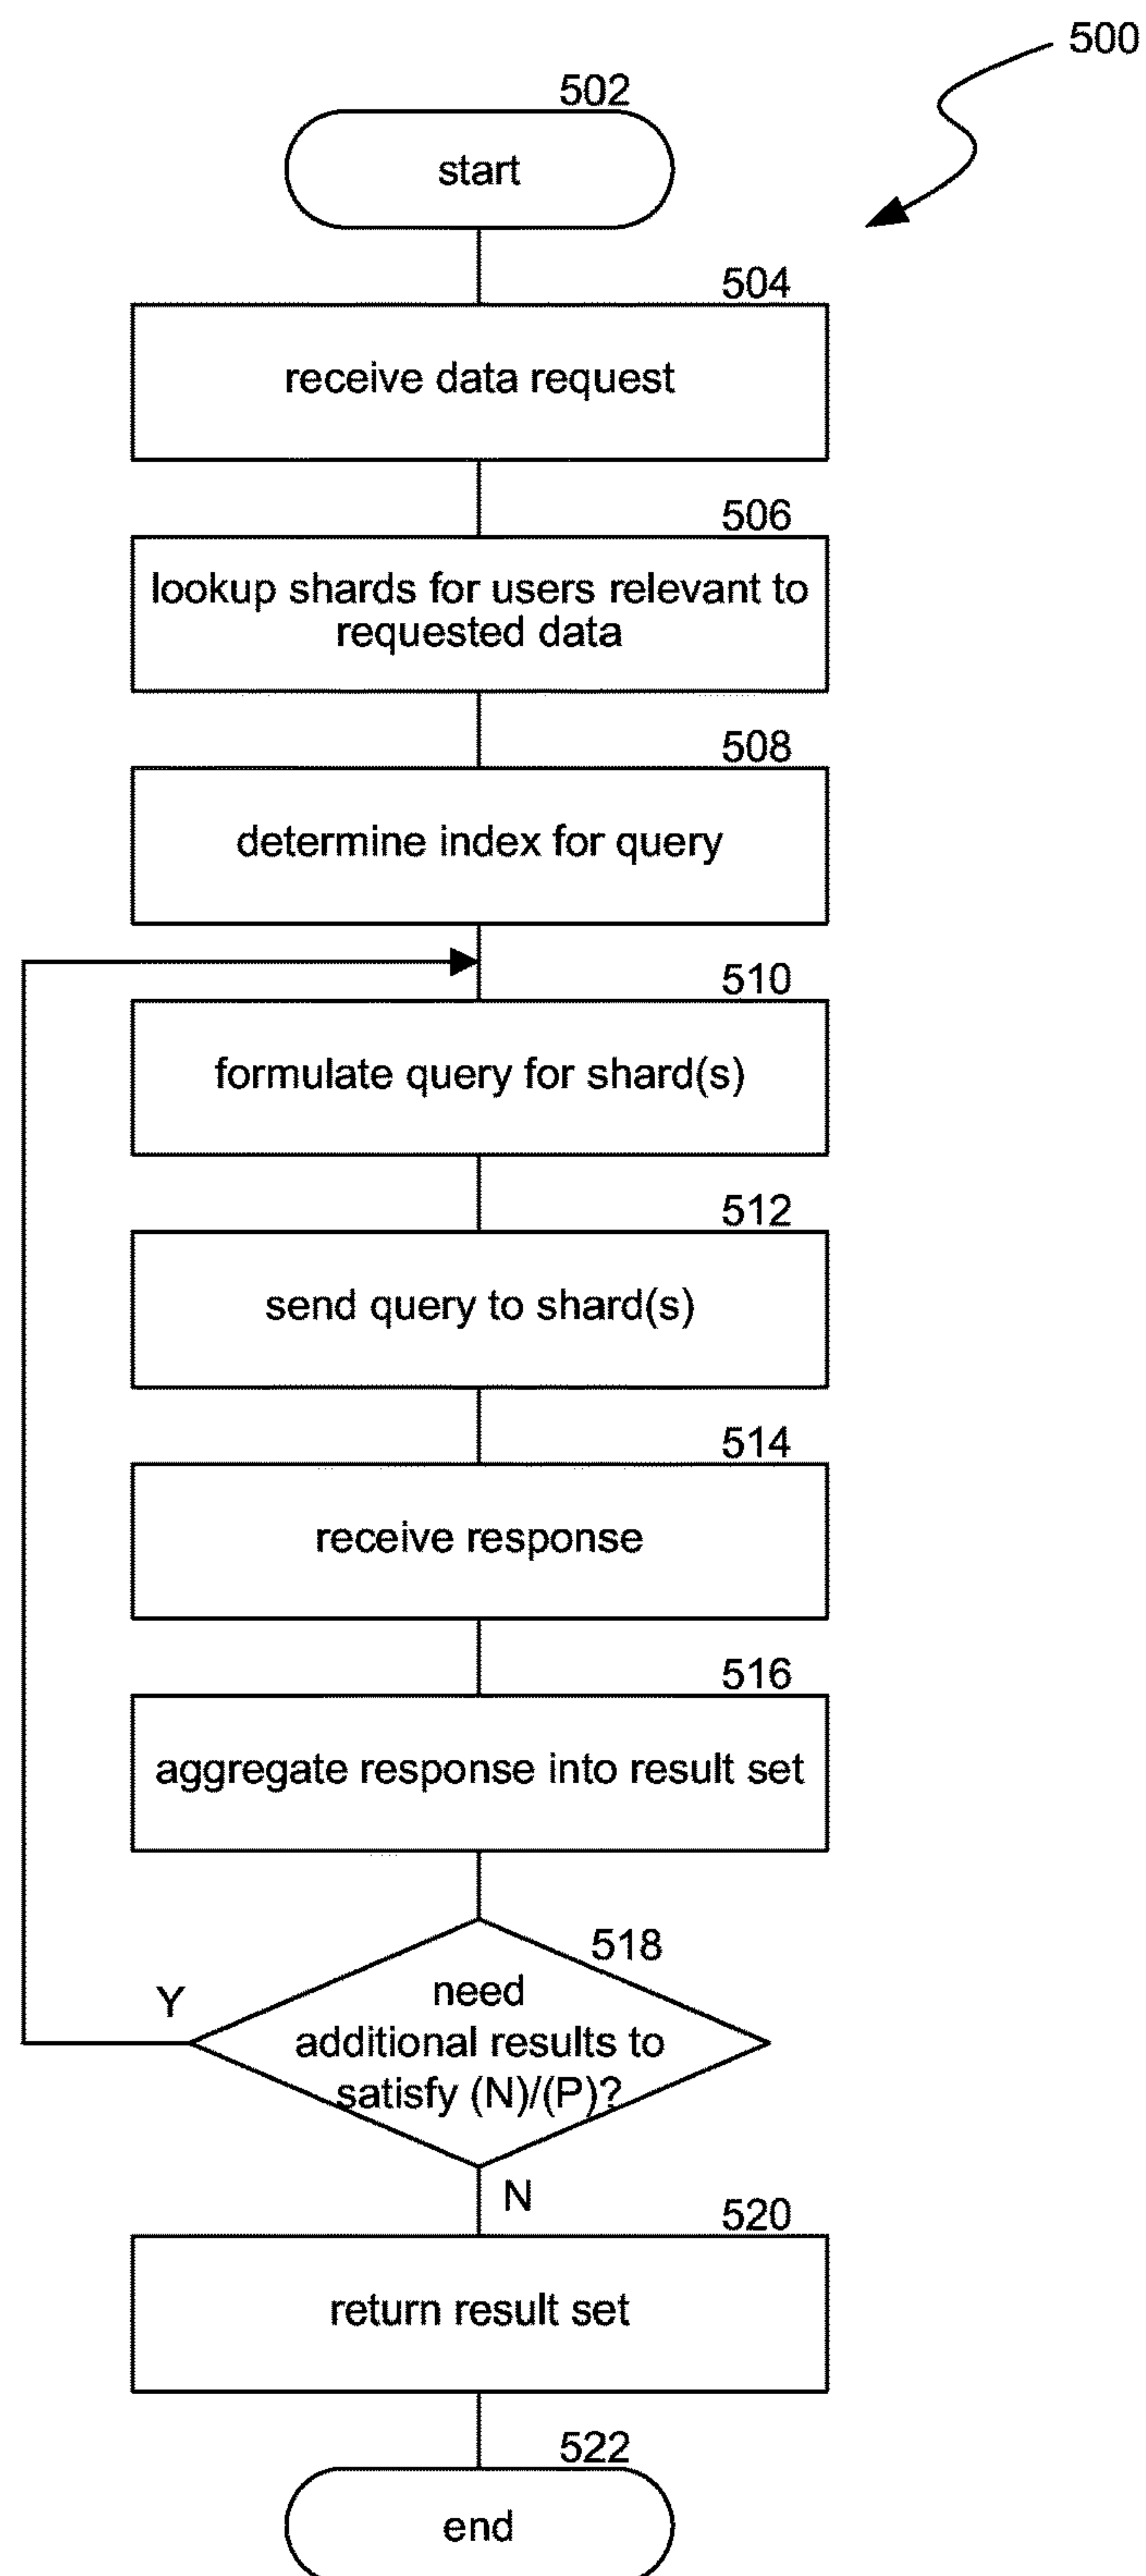 500
502
start
504
receive data request
506
lookup shards for users relevant to
requested data
508
determine index for query
510
formulate query for shard(s)
512
send query to shard(s)
514
receive response
516
aggregate response into result set
518
need
additional results to
satisfy (N)/(P)?
Y
N
520
return result set
522
end